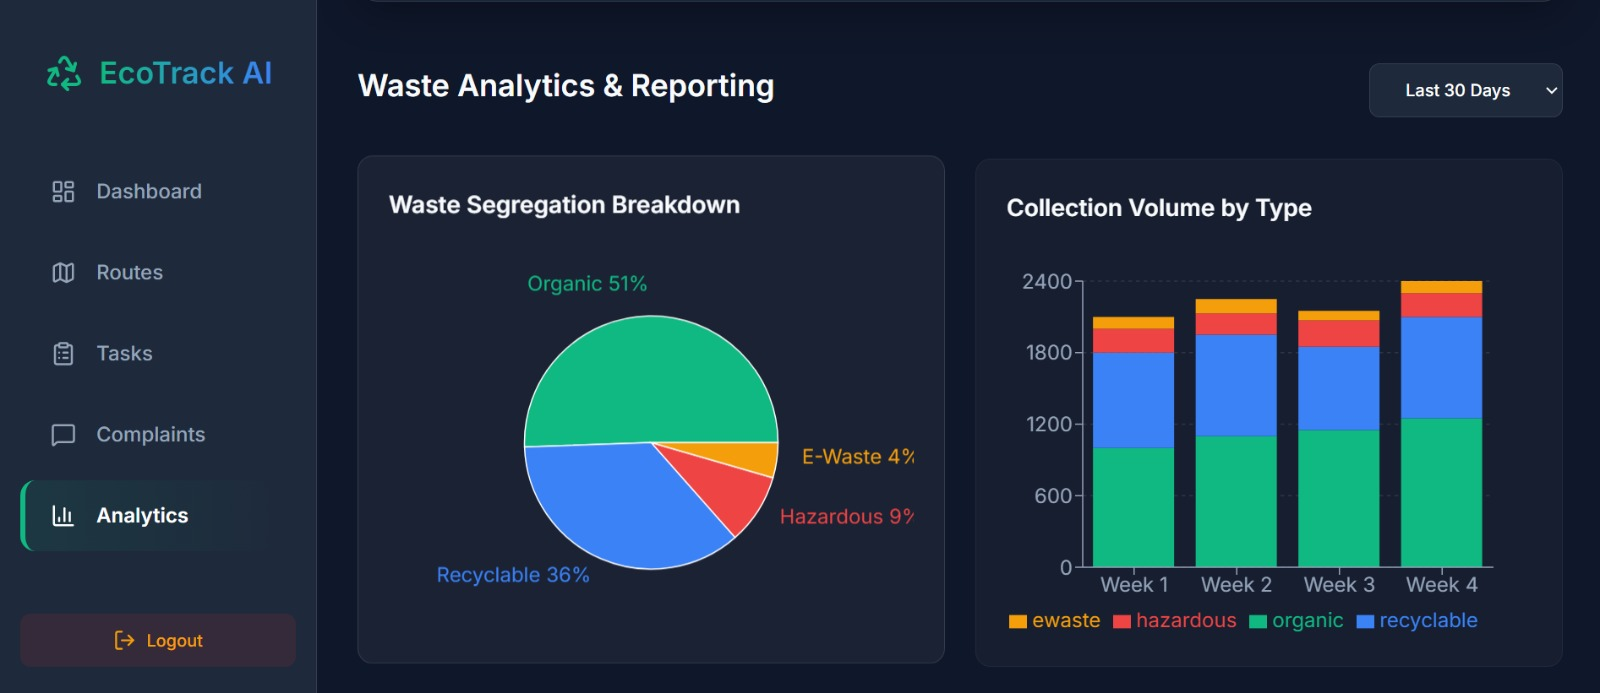 EcoTrack AI
Dashboard
Routes
Tasks
Complaints
Analytics
Logout
Waste Analytics & Reporting
Last 30 Days
Waste Segregation Breakdown
Organic 51%
E-Waste 4%
Hazardous 9%
Recyclable 36%
Collection Volume by Type
2400
1800
1200
600
0
Week 1 Week 2 Week 3 Week 4
ewaste hazardous organic recyclable